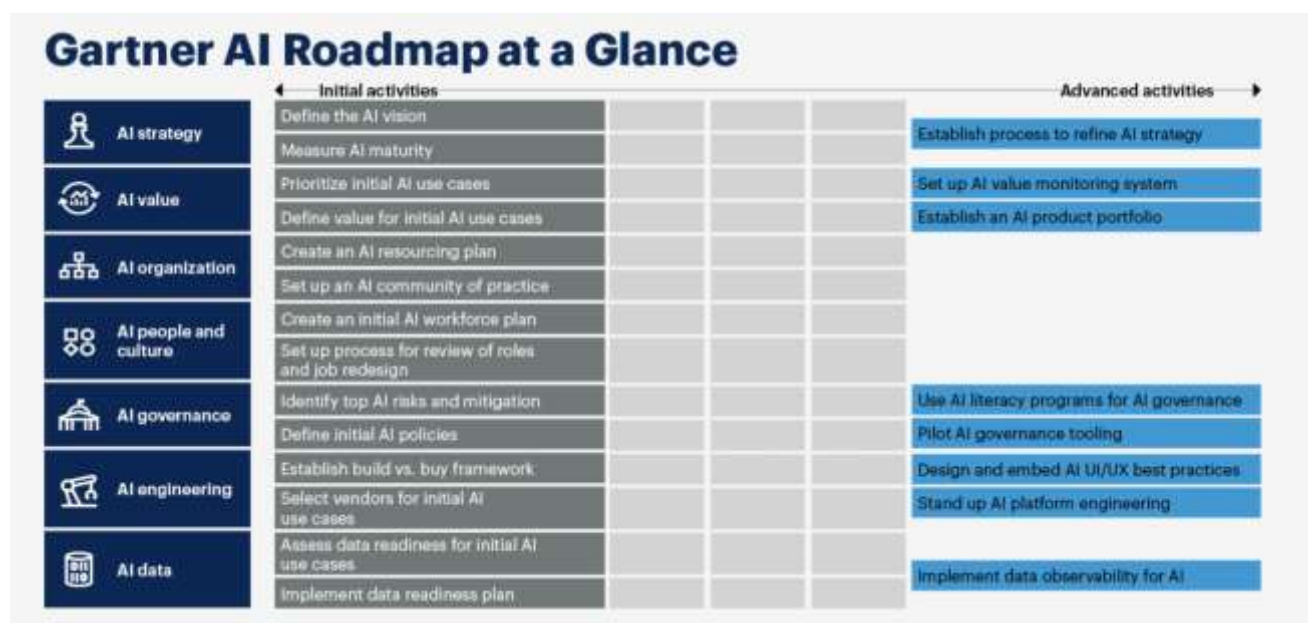 Gartner AI Roadmap at a Glance
Initial activities
Advanced activities
AI strategy
Define the AI vision
Measure AI maturity
Establish process to refine AI strategy
AI value
Prioritize initial AI use cases
Set up AI value monitoring system
Define value for initial AI use cases
Establish an AI product portfolio
AI organization
Create an AI resourcing plan
Set up an AI community of practice
AI people and
culture
Create an initial AI workforce plan
Set up process for review of roles
and job redesign
AI governance
Identify top AI risks and mitigation
Use AI literacy programs for AI governance
Define initial AI policies
Pilot AI governance tooling
AI engineering
Establish build vs. buy framework
Design and embed AI UI/UX best practices
Select vendors for initial AI
use cases
Stand up AI platform engineering
AI data
Assess data readiness for initial AI
use cases
Implement data readiness plan
Implement data observability for AI